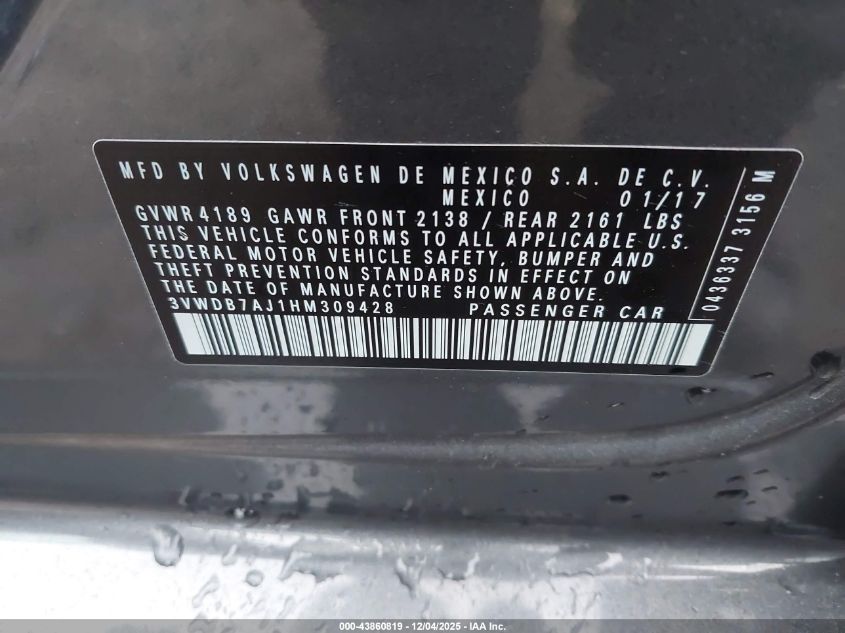 MFD BY VOLKSWAGEN DE MEXICO S.A. DE C.V.
MEXICO 01/17
GVWR 4189 GAWR FRONT 2138 / REAR 2161 LBS
THIS VEHICLE CONFORMS TO ALL APPLICABLE U.S.
FEDERAL MOTOR VEHICLE SAFETY, BUMPER AND
THEFT PREVENTION STANDARDS IN EFFECT ON
THE DATE OF MANUFACTURE SHOWN ABOVE.
3VWDB7AJ1HM309428 PASSENGER CAR
0436337 3156 M
000-43860819 - 12/04/2025 - IAA Inc.